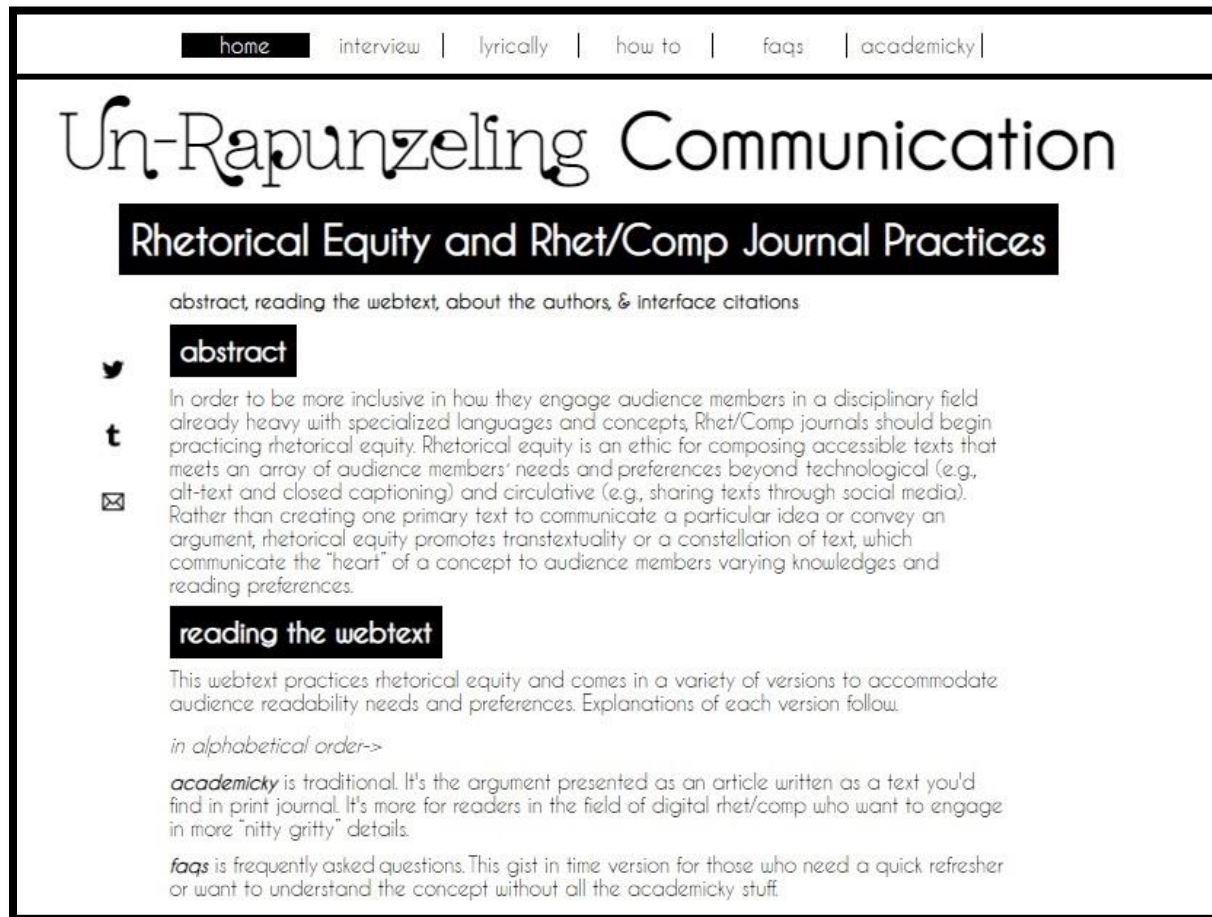 home interview lyrically how to faqs academicky
Un-Rapunzeling Communication
Rhetorical Equity and Rhet/Comp Journal Practices
abstract, reading the webtext, about the authors, & interface citations
abstract
In order to be more inclusive in how they engage audience members in a disciplinary field
already heavy with specialized languages and concepts, Rhet/Comp journals should begin
practicing rhetorical equity. Rhetorical equity is an ethic for composing accessible texts that
meets an array of audience members' needs and preferences beyond technological (e.g.,
alt-text and closed captioning) and circulative (e.g., sharing texts through social media).
Rather than creating one primary text to communicate a particular idea or convey an
argument, rhetorical equity promotes transtextuality or a constellation of text, which
communicate the "heart" of a concept to audience members varying knowledges and
reading preferences.
reading the webtext
This webtext practices rhetorical equity and comes in a variety of versions to accommodate
audience readability needs and preferences. Explanations of each version follow.
in alphabetical order->
academicky is traditional. It's the argument presented as an article written as a text you'd
find in print journal. It's more for readers in the field of digital rhet/comp who want to engage
in more "nitty gritty" details.
faqs is frequently asked questions. This gist in time version for those who need a quick refresher
or want to understand the concept without all the academicky stuff.